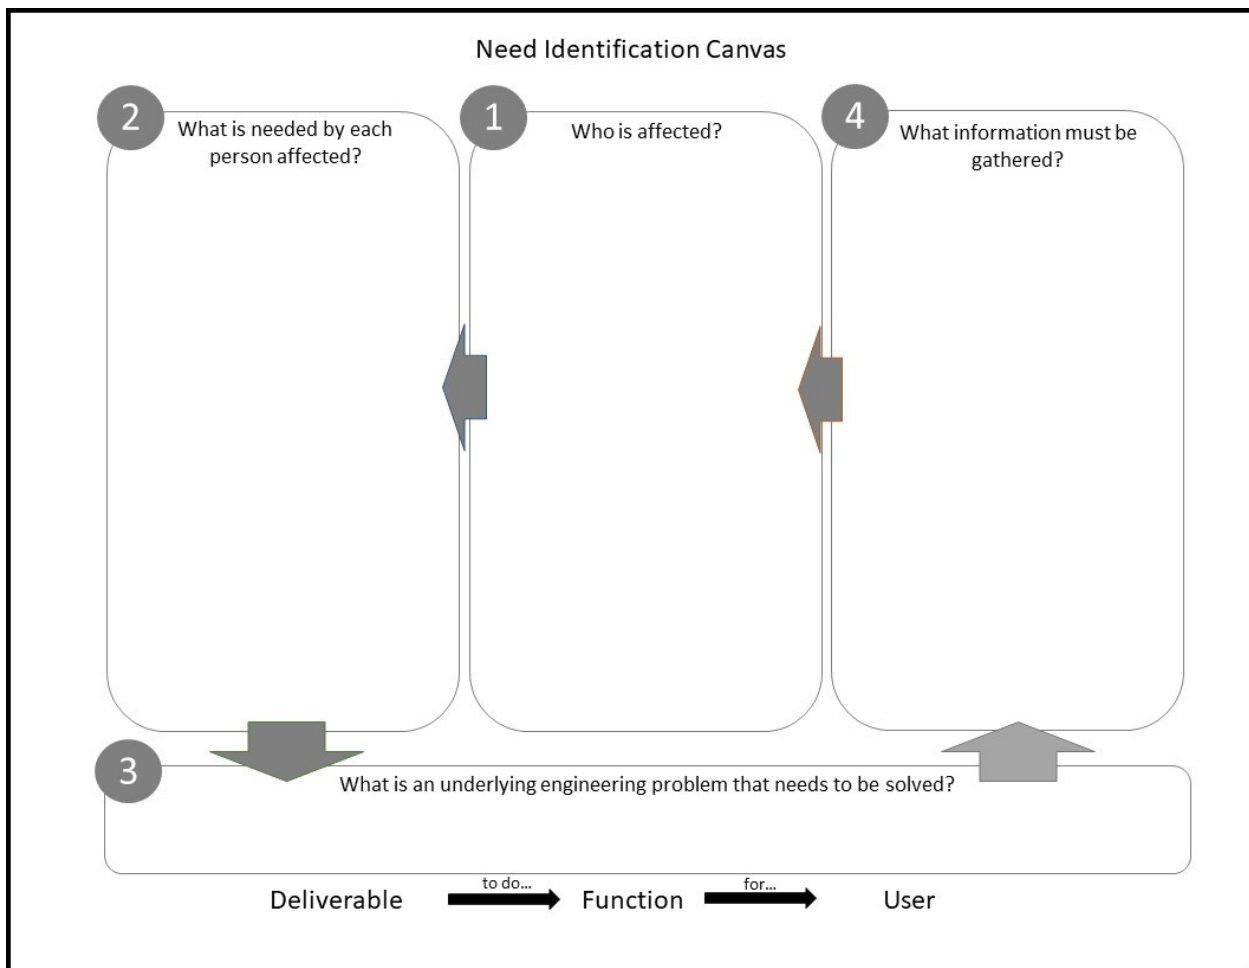 Need Identification Canvas
2
What is needed by each
person affected?
1
Who is affected?
4
What information must be
gathered?
3
What is an underlying engineering problem that needs to be solved?
Deliverable
to do...
Function
for...
User